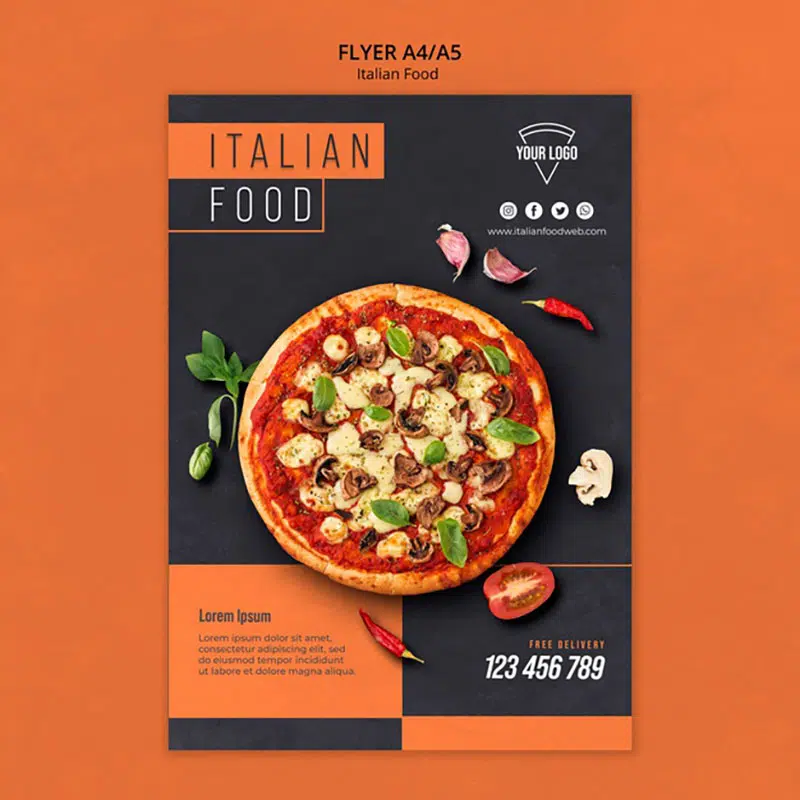 FLYER A4/A5
Italian Food
ITALIAN
FOOD
YOUR LOGO
www.italianfoodweb.com
Lorem Ipsum
Lorem ipsum dolor sit amet,
consectetur adipiscing elit, sed
do eiusmod tempor incididunt
ut labore et dolore magna aliqua.
FREE DELIVERY
123 456 789